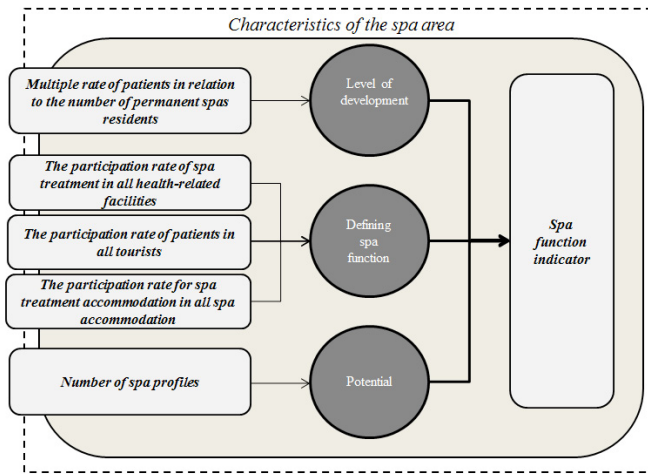 Characteristics of the spa area
Multiple rate of patients in relation
to the number of permanent spas
residents
Level of
development
The participation rate of spa
treatment in all health-related
facilities
The participation rate of patients in
all tourists
The participation rate for spa
treatment accommodation in all spa
accommodation
Defining
spa
function
Spa
function
indicator
Number of spa profiles
Potential